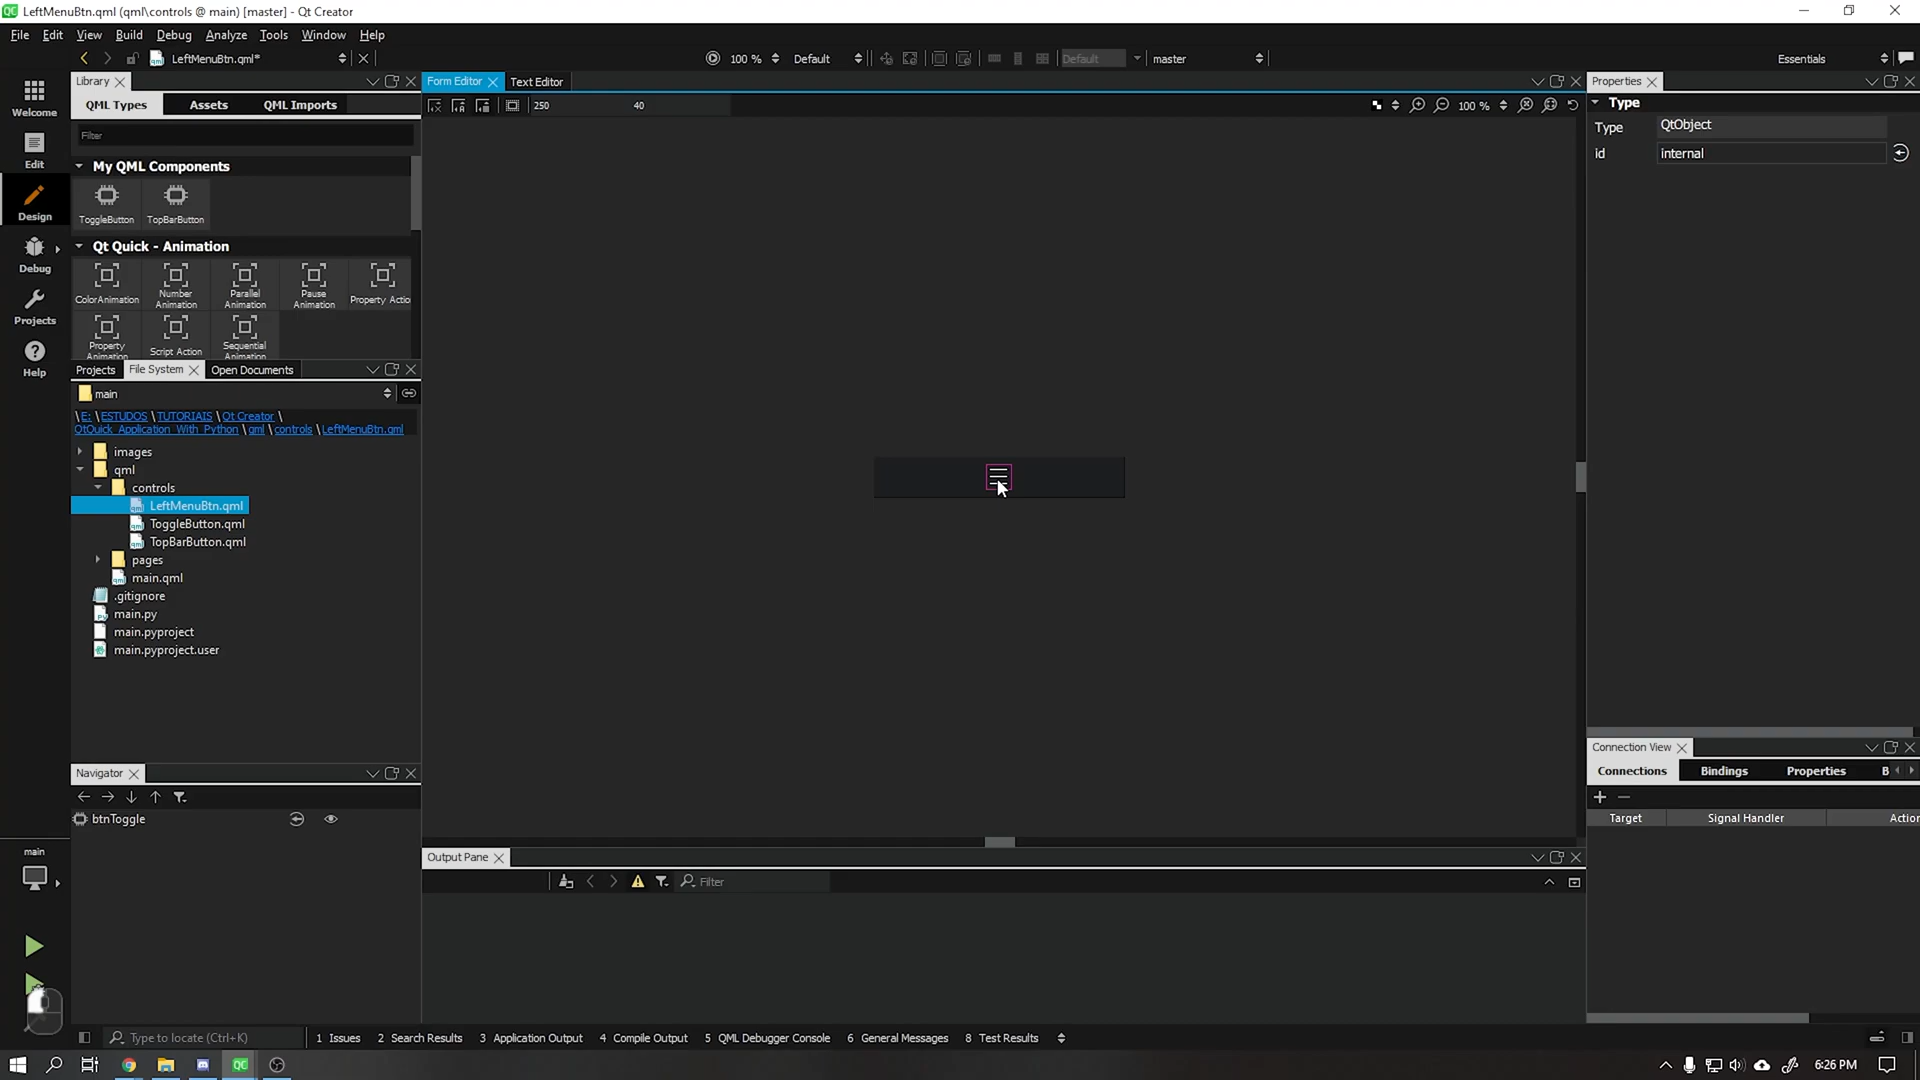 LeftMenuBtn.qml (qml\controls @ main) [master] - Qt Creator
File Edit View Build Debug Analyze Tools Window Help
LeftMenuBtn.qml* 100 % Default Default master Essentials
Library Form Editor Text Editor Properties
QML Types Assets QML Imports 250 40 100 % Type
Filter
Type QtObject
id internal
Welcome
Edit
Design
Debug
Projects
Help
My QML Components
ToggleButton TopBarButton
Qt Quick - Animation
ColorAnimation Number Animation Parallel Animation Pause Animation Property Actio
Property Animation Script Action Sequential Animation
Projects File System Open Documents
main
\E: \ESTUDOS \TUTORIAIS \Qt Creator \
QtQuick_Application_With_Python \qml \controls \LeftMenuBtn.qml
images
qml
controls
LeftMenuBtn.qml
ToggleButton.qml
TopBarButton.qml
pages
main.qml
.gitignore
main.py
main.pyproject
main.pyproject.user
Navigator
btnToggle
Connection View
Connections Bindings Properties B
Target Signal Handler Action
main
Output Pane
Filter
Type to locate (Ctrl+K) 1 Issues 2 Search Results 3 Application Output 4 Compile Output 5 QML Debugger Console 6 General Messages 8 Test Results
QC
6:26 PM